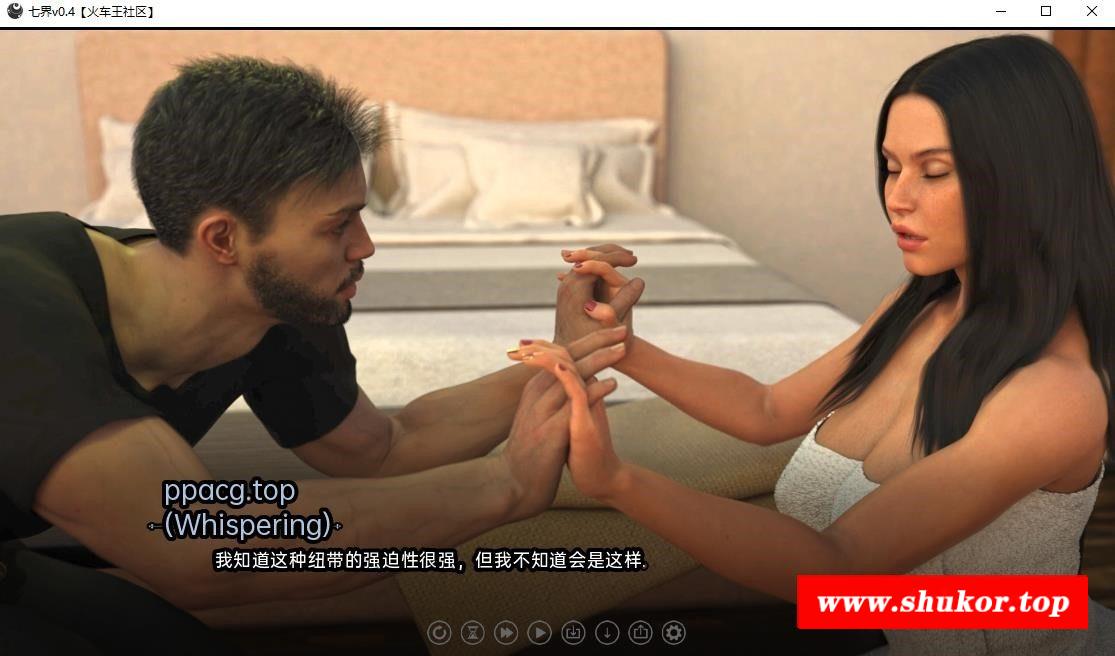 七界v0.4【火车王社区】
ppacg.top
(Whispering)
我知道这种纽带的强迫性很强，但我不知道会是这样.
www.shukor.top